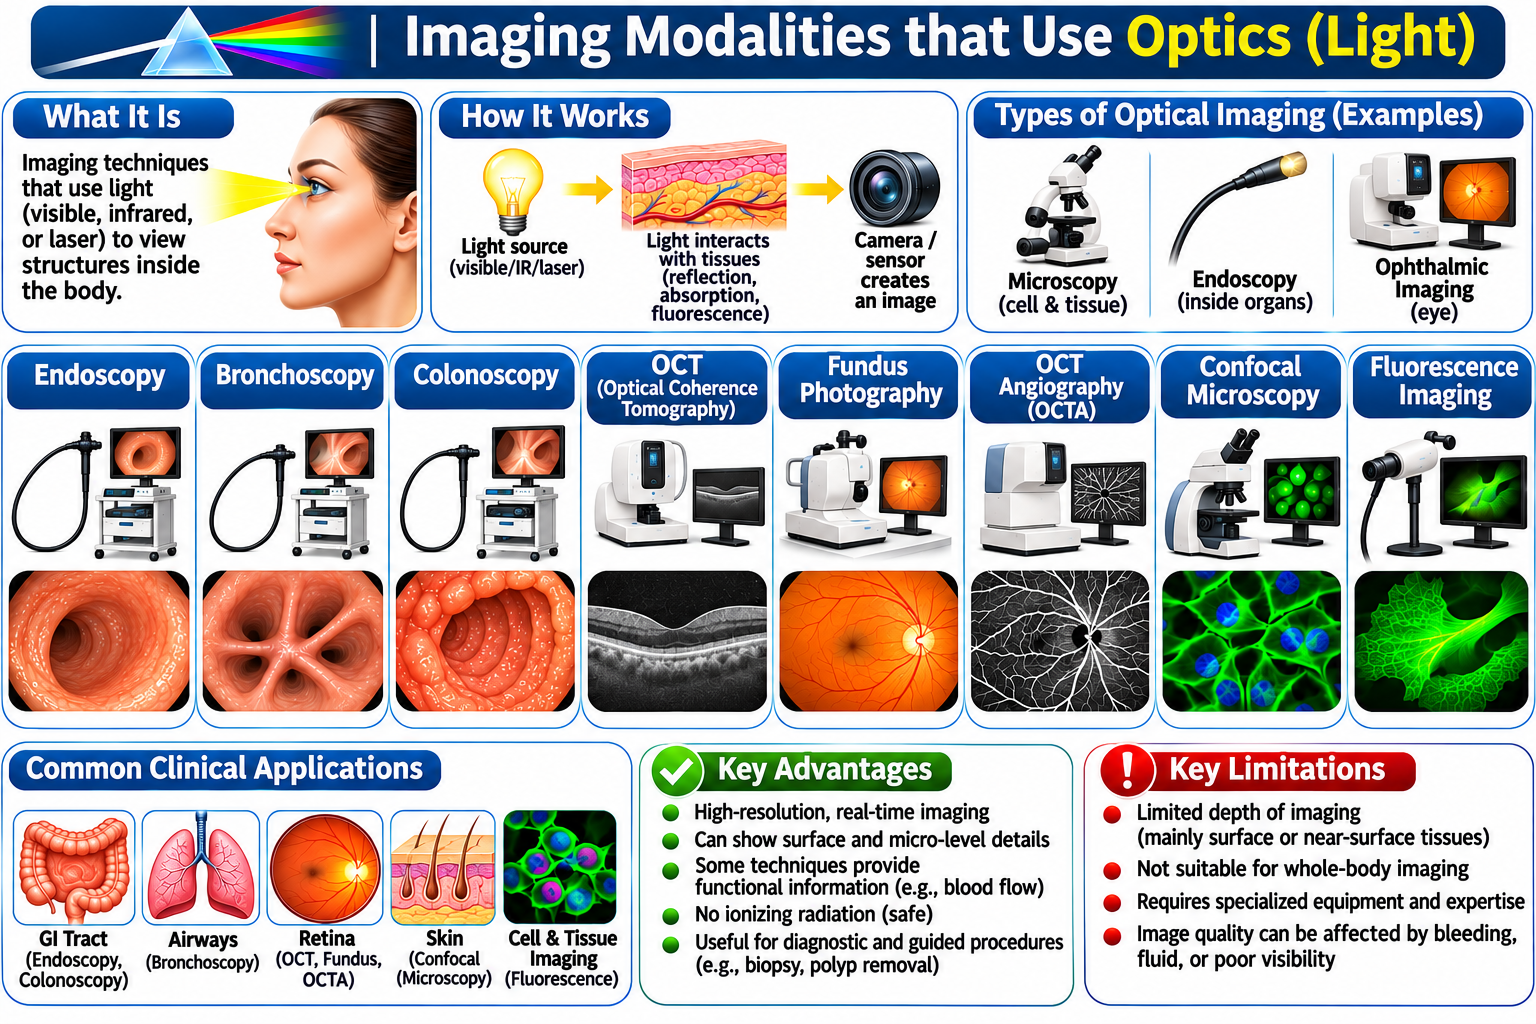 Imaging Modalities that Use Optics (Light)
What It Is
Imaging techniques
that use light
(visible, infrared,
or laser) to view
structures inside
the body.
How It Works
Light source
(visible/IR/laser)
Light interacts
with tissues
(reflection,
absorption,
fluorescence)
Camera /
sensor
creates
an image
Types of Optical Imaging (Examples)
Microscopy
(cell & tissue)
Endoscopy
(inside organs)
Ophthalmic
Imaging
(eye)
Endoscopy
Bronchoscopy
Colonoscopy
OCT
(Optical Coherence
Tomography)
Fundus
Photography
OCT
Angiography
(OCTA)
Confocal
Microscopy
Fluorescence
Imaging
Common Clinical Applications
GI Tract
(Endoscopy,
Colonoscopy)
Airways
(Bronchoscopy)
Retina
(OCT, Fundus,
OCTA)
Skin
(Confocal
(Microscopy)
Cell & Tissue
Imaging
(Fluorescence)
Key Advantages
High-resolution, real-time imaging
Can show surface and micro-level details
Some techniques provide
functional information (e.g., blood flow)
No ionizing radiation (safe)
Useful for diagnostic and guided procedures
(e.g., biopsy, polyp removal)
! Key Limitations
Limited depth of imaging
(mainly surface or near-surface tissues)
Not suitable for whole-body imaging
Requires specialized equipment and expertise
Image quality can be affected by bleeding,
fluid, or poor visibility